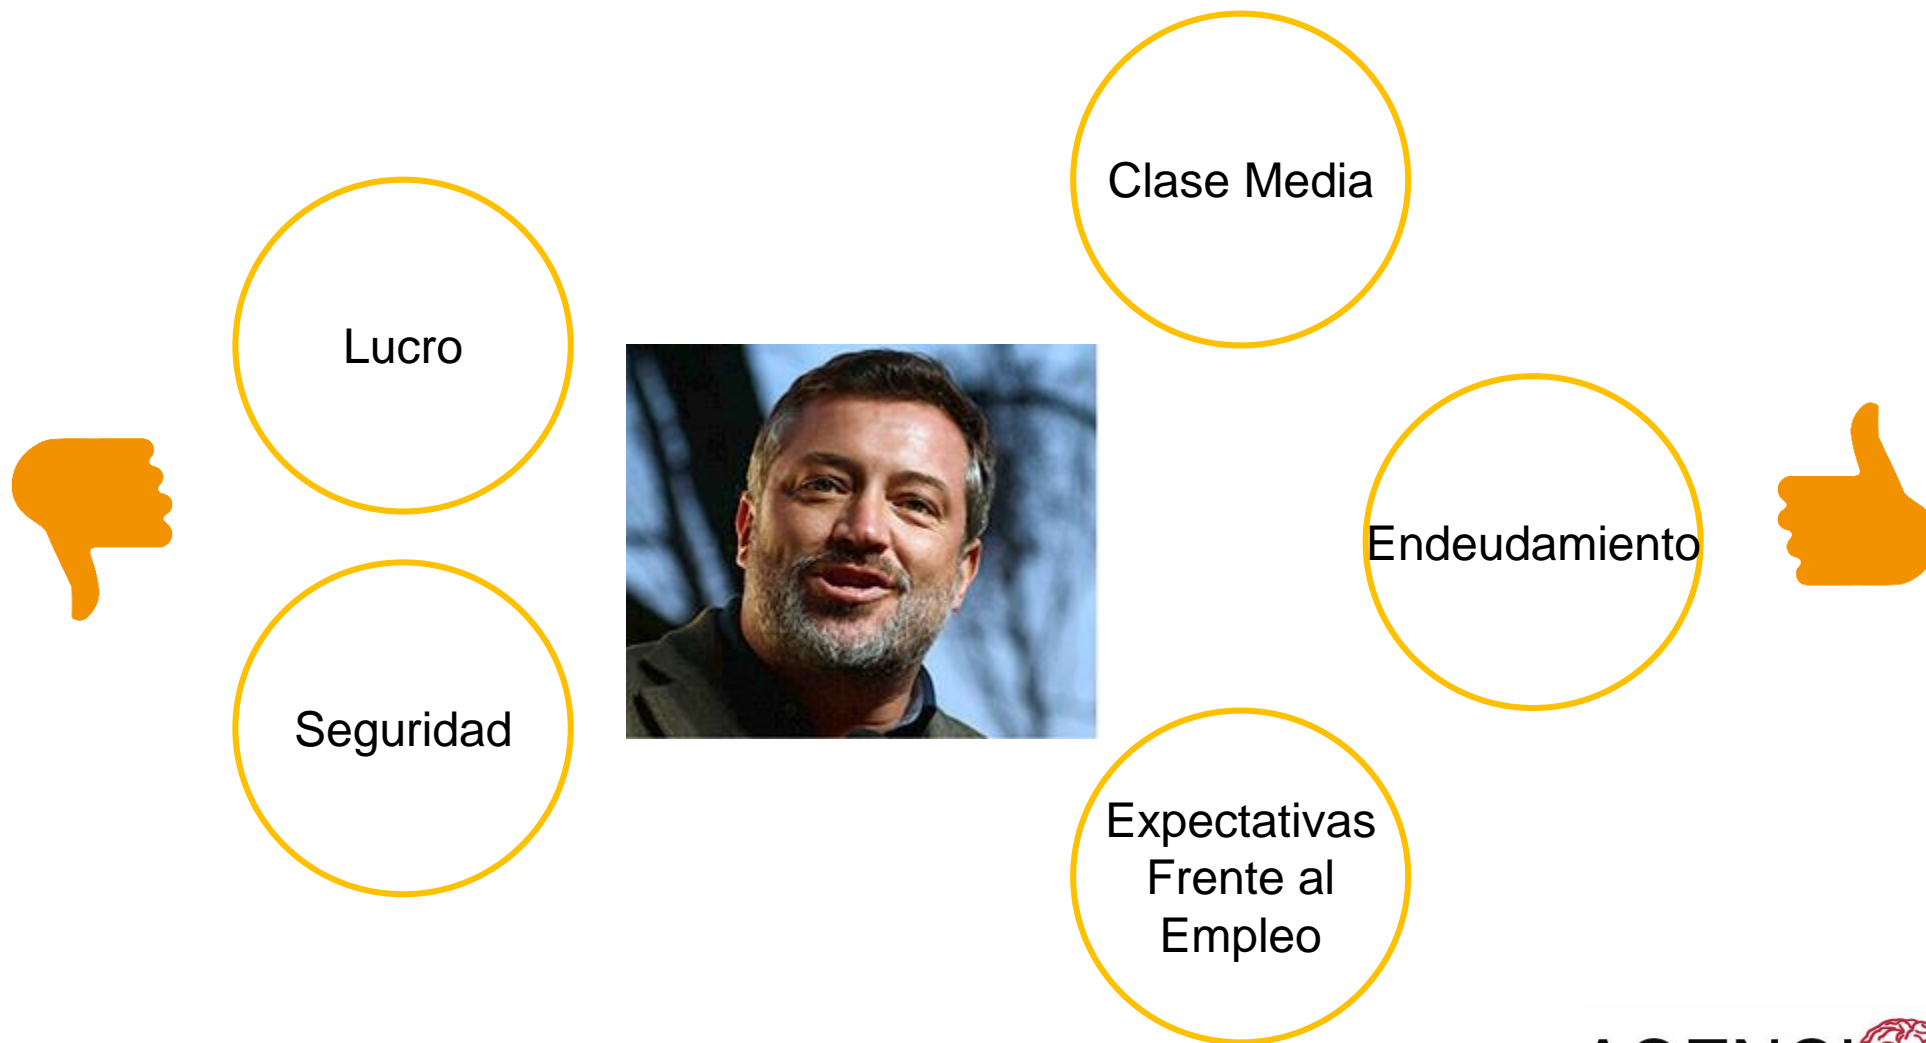 Clase Media
Lucro
Endeudamiento
Seguridad
Expectativas
Frente al
Empleo